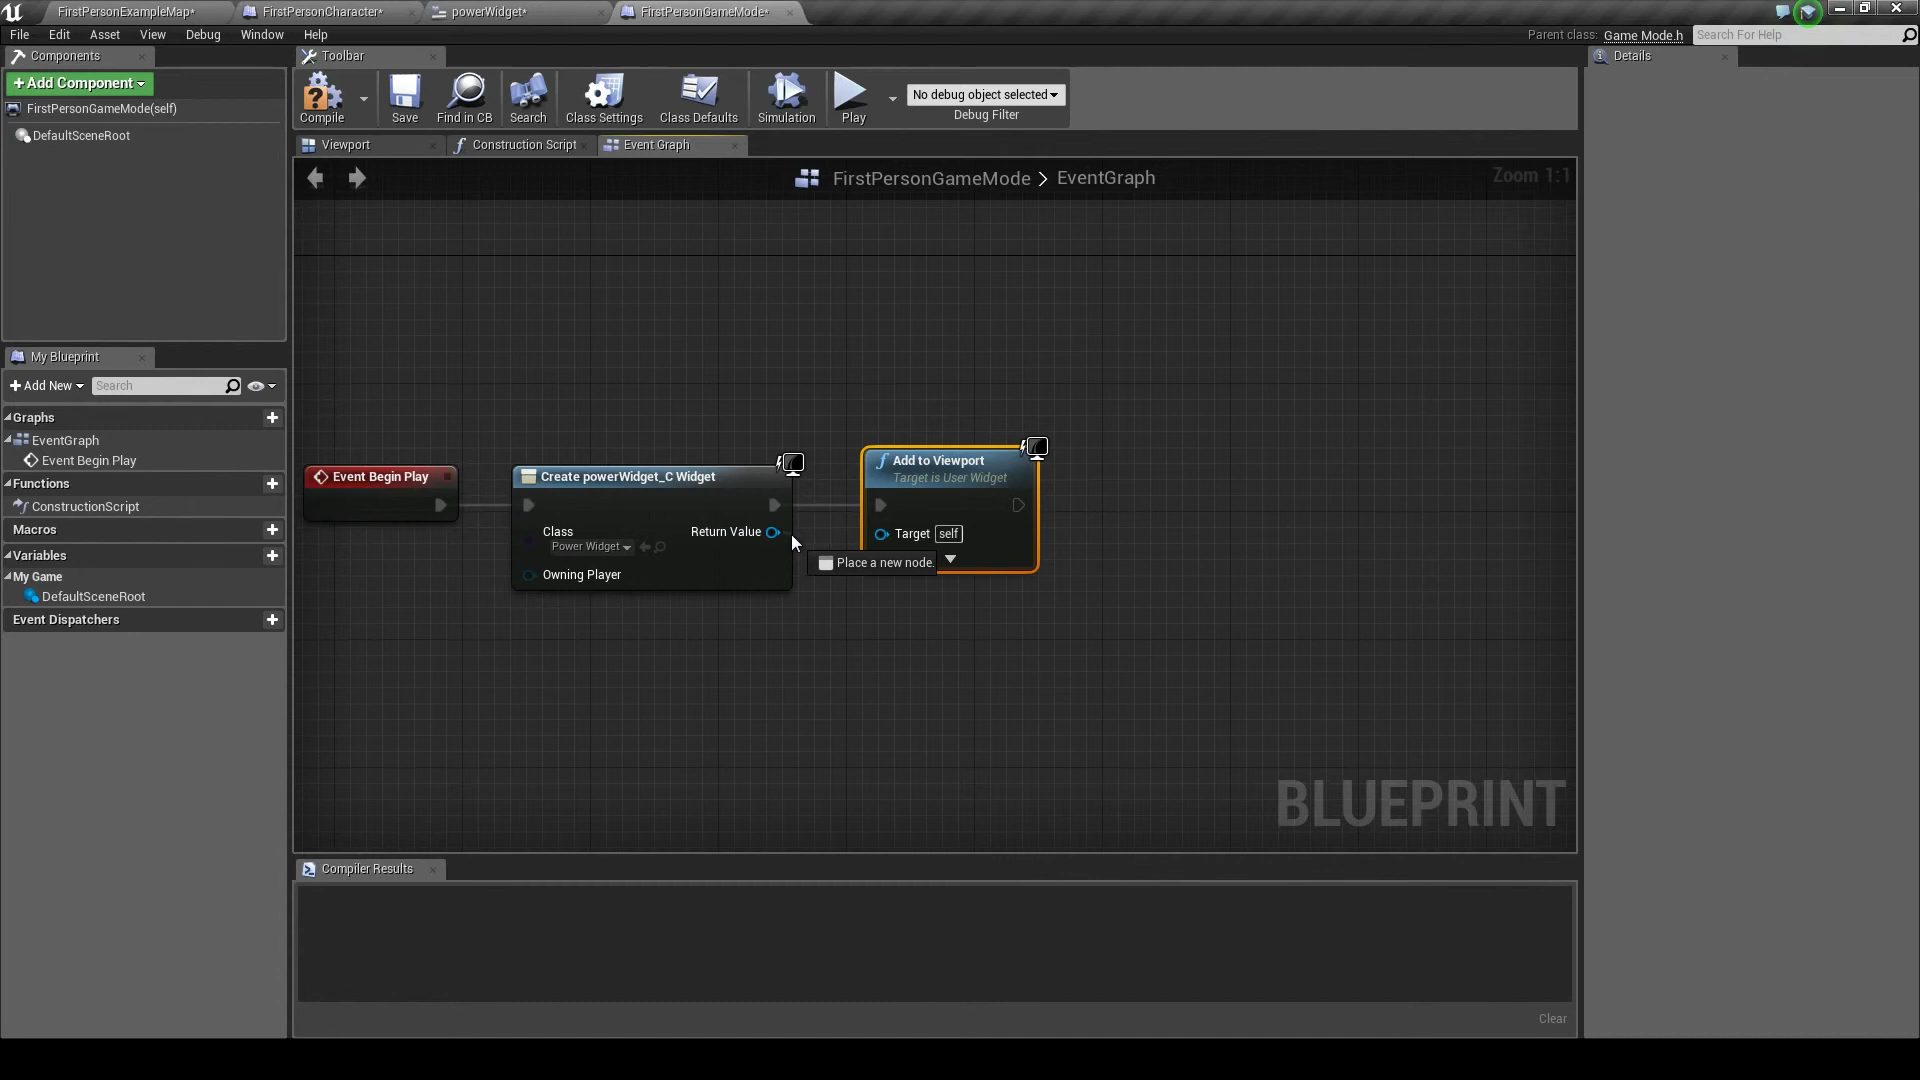 FirstPersonExampleMap*
FirstPersonCharacter*
powerWidget*
FirstPersonGameMode*
File Edit Asset View Debug Window Help
Parent class: Game Mode.h
Search For Help
Components
Toolbar
Details
+Add Component
FirstPersonGameMode(self)
DefaultSceneRoot
Compile
Save
Find in CB
Search
Class Settings
Class Defaults
Simulation
Play
No debug object selected
Debug Filter
Viewport
Construction Script
Event Graph
FirstPersonGameMode > EventGraph
Zoom 1:1
My Blueprint
+Add New
Search
Graphs
EventGraph
Event Begin Play
Functions
ConstructionScript
Macros
Variables
My Game
DefaultSceneRoot
Event Dispatchers
Event Begin Play
Create powerWidget_C Widget
Class
Power Widget
Return Value
Owning Player
Add to Viewport
Target is User Widget
Target self
Place a new node.
BLUEPRINT
Compiler Results
Clear